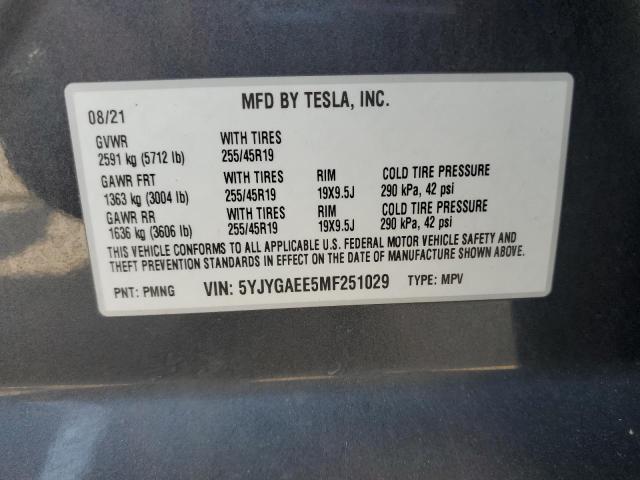 MFD BY TESLA, INC.
08/21
GVWR WITH TIRES
2591 kg (5712 lb) 255/45R19
GAWR FRT WITH TIRES RIM COLD TIRE PRESSURE
1363 kg (3004 lb) 255/45R19 19X9.5J 290 kPa, 42 psi
GAWR RR WITH TIRES RIM COLD TIRE PRESSURE
1636 kg (3606 lb) 255/45R19 19X9.5J 290 kPa, 42 psi
THIS VEHICLE CONFORMS TO ALL APPLICABLE U.S. FEDERAL MOTOR VEHICLE SAFETY AND
THEFT PREVENTION STANDARDS IN EFFECT ON THE DATE OF MANUFACTURE SHOWN ABOVE.
PNT: PMNG VIN: 5YJYGAEE5MF251029 TYPE: MPV